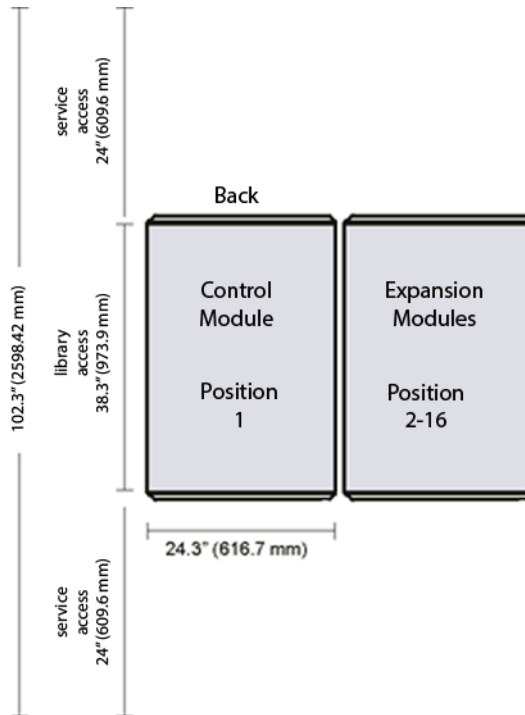 service
access
24" (609.6 mm)
Back
102.3" (2598.42 mm)
library
access
38.3" (973.9 mm)
Control
Module
Position
1
Expansion
Modules
Position
2-16
24.3" (616.7 mm)
service
access
24" (609.6 mm)